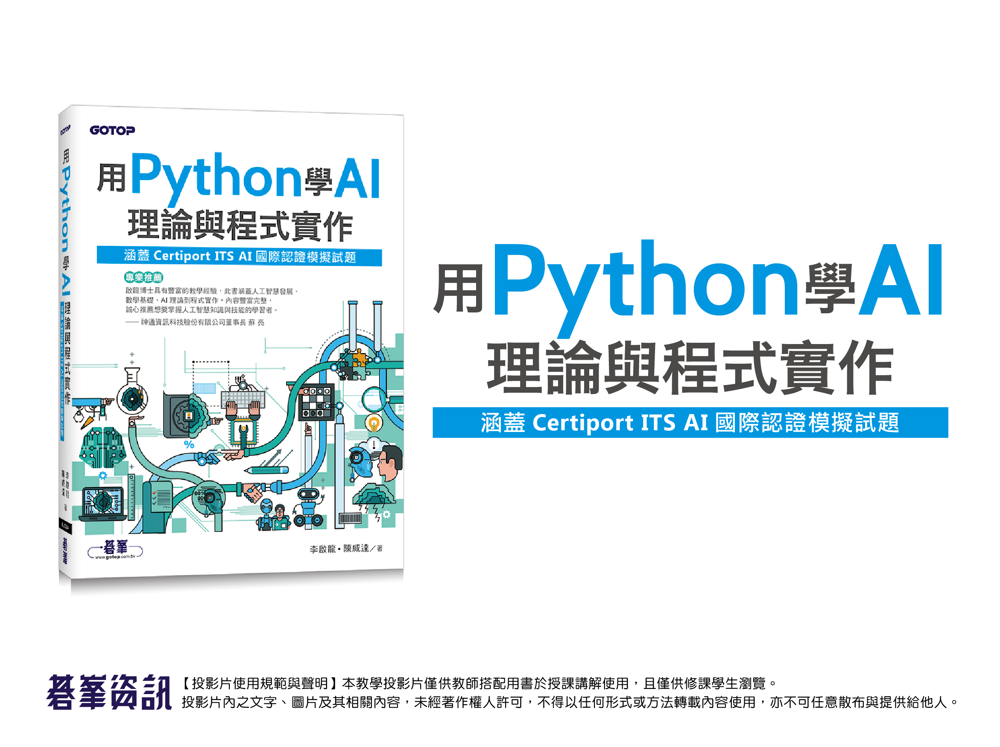 GOTOP
用Python學AI
理論與程式實作
涵蓋 Certiport ITS AI 國際認證模擬試題
專業推薦
啟龍博士具有豐富的教學經驗，此書涵蓋人工智慧發展、
數學基礎、AI 理論到程式實作，內容豐富完整，
誠心推薦想要掌握人工智慧知識與技能的學習者。
—— 神通資訊科技股份有限公司董事長 蘇 亮
%
碁峯
www.gotop.com.tw
李啟龍・陳威達／著
GOTOP
用Python學AI 理論與程式實作
用Python學AI
理論與程式實作
涵蓋 Certiport ITS AI 國際認證模擬試題
碁峯資訊
【投影片使用規範與聲明】本教學投影片僅供教師搭配用書於授課講解使用，且僅供修課學生瀏覽。
投影片內之文字、圖片及其相關內容，未經著作權人許可，不得以任何形式或方法轉載內容使用，亦不可任意散布與提供給他人。